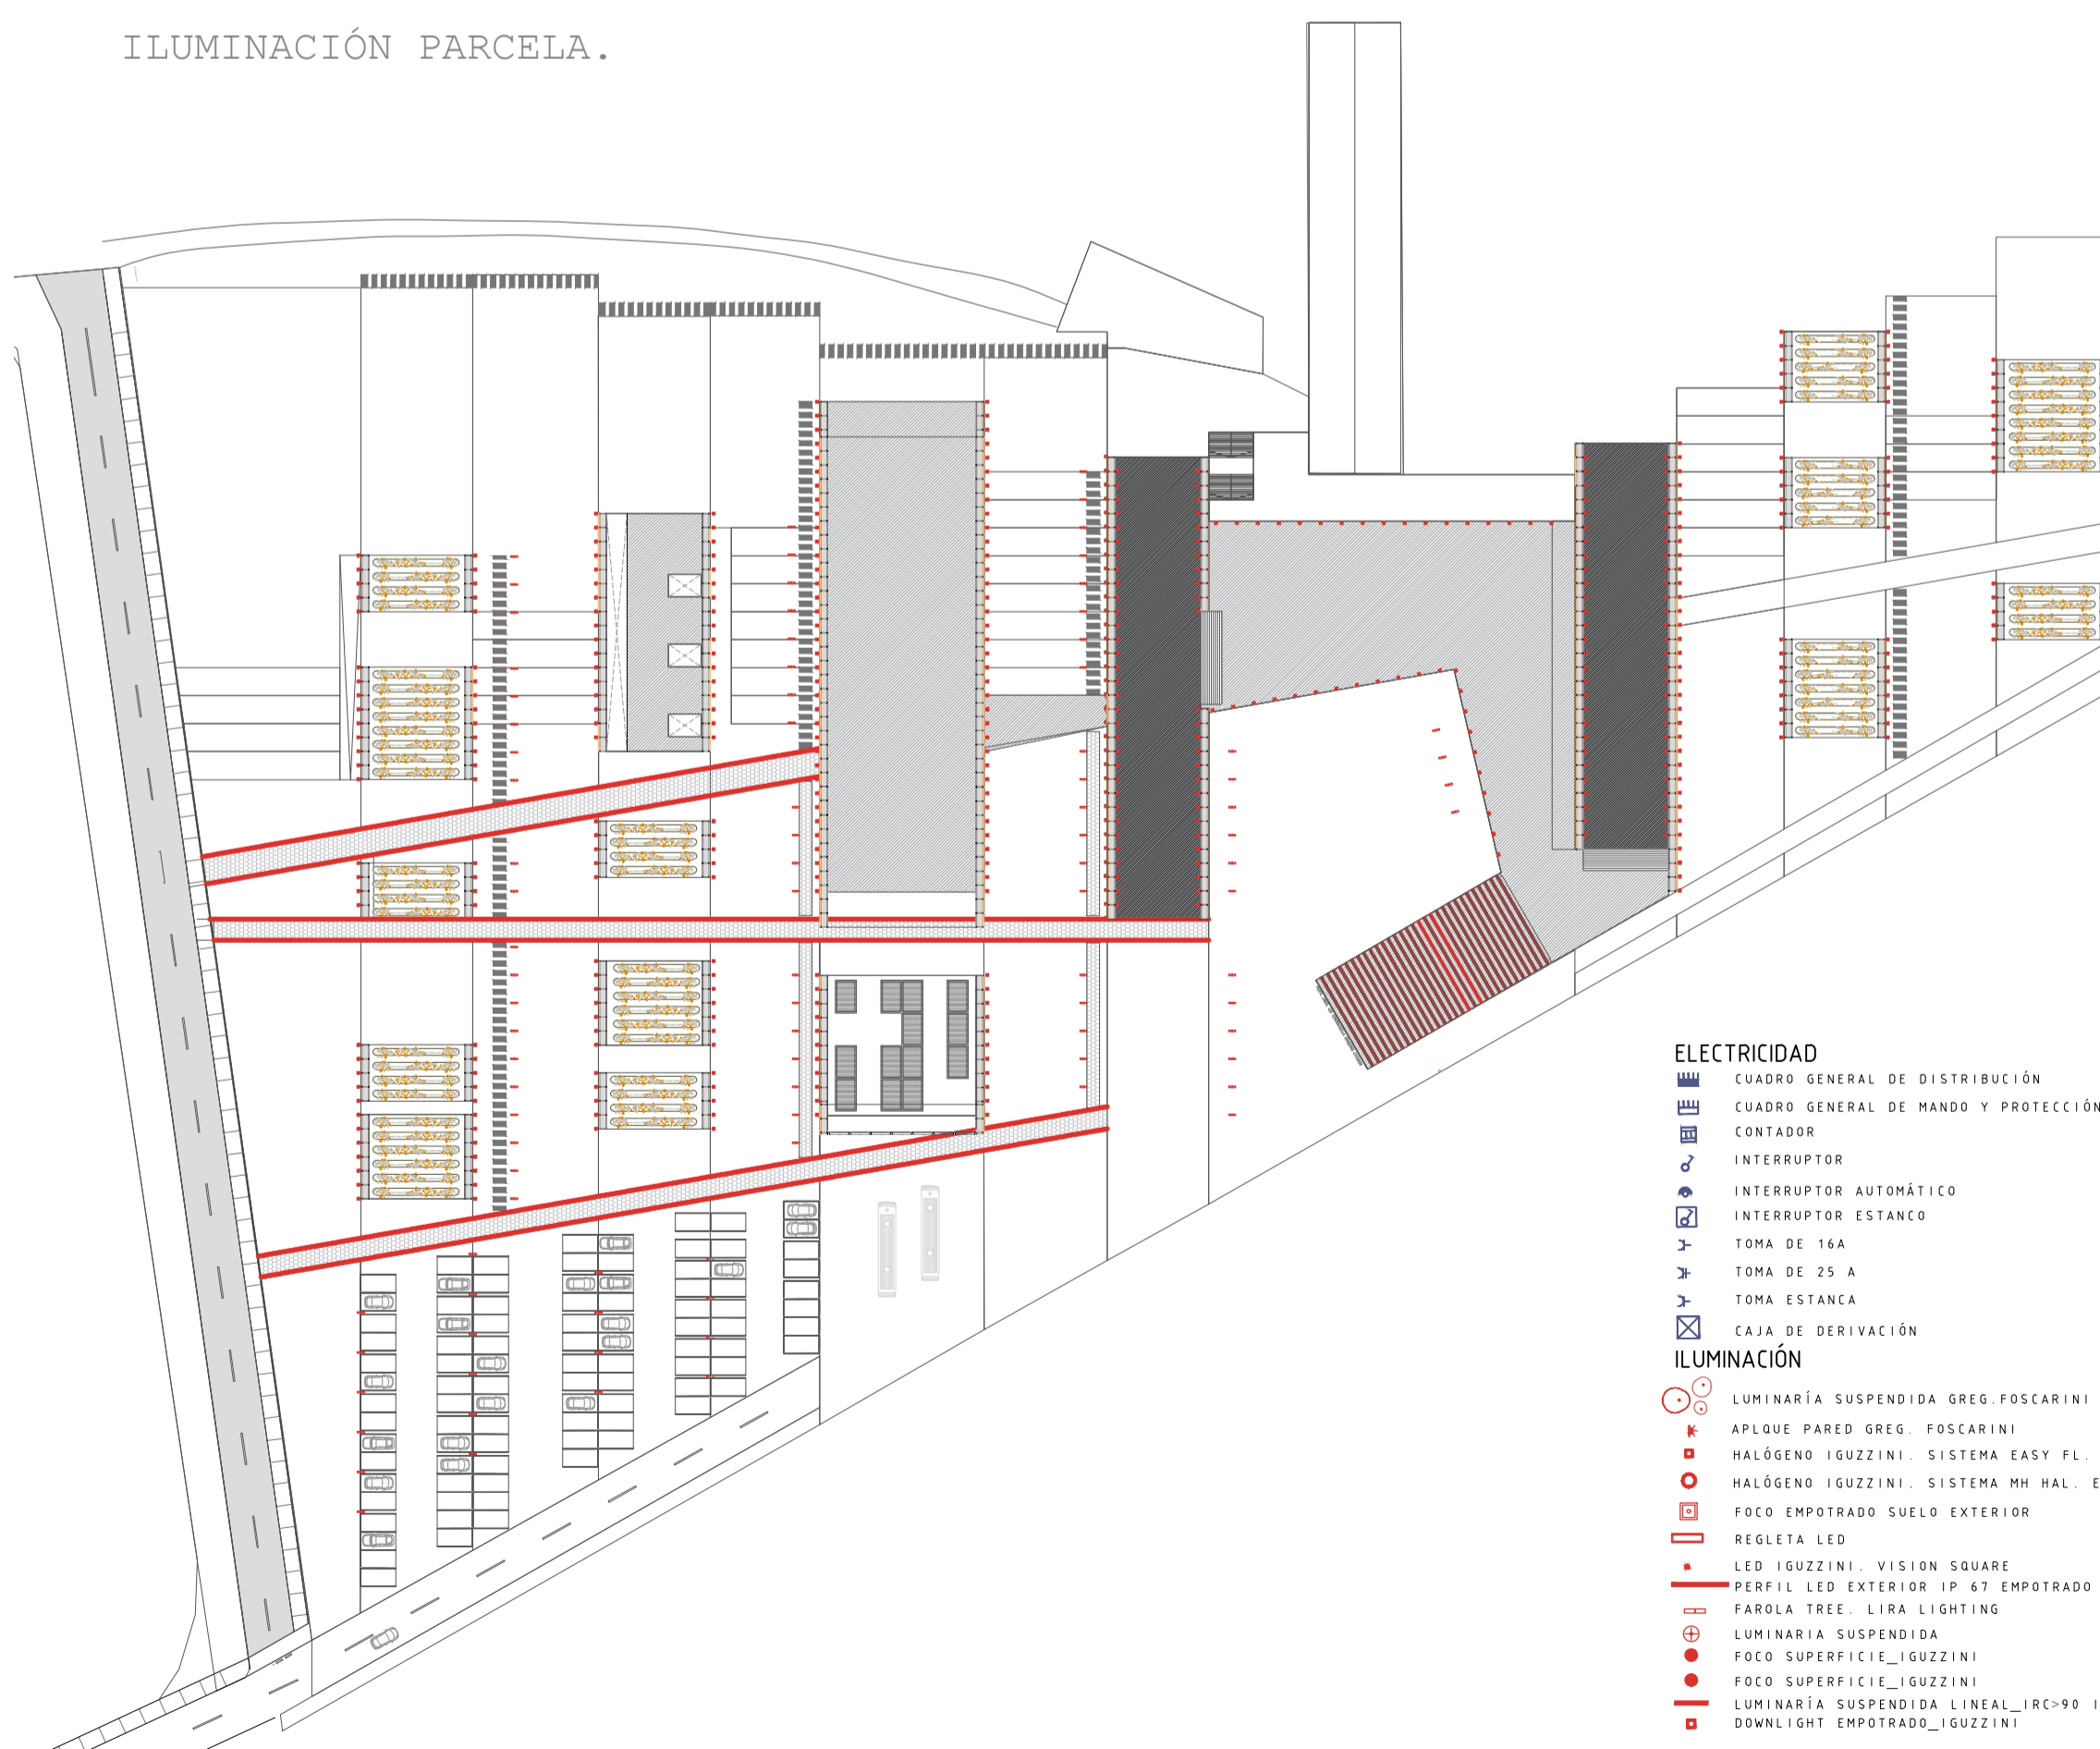 ILUMINACIÓN PARCELA.
ELECTRICIDAD
CUADRO GENERAL DE DISTRIBUCIÓN
CUADRO GENERAL DE MANDO Y PROTECCIÓN
CONTADOR
INTERRUPTOR
INTERRUPTOR AUTOMÁTICO
INTERRUPTOR ESTANCO
TOMA DE 16A
TOMA DE 25 A
TOMA ESTANCA
CAJA DE DERIVACIÓN
ILUMINACIÓN
LUMINARÍA SUSPENDIDA GREG.FOSCARINI
APLQUE PARED GREG. FOSCARINI
HALÓGENO IGUZZINI. SISTEMA EASY FL.
HALÓGENO IGUZZINI. SISTEMA MH HAL. E
FOCO EMPOTRADO SUELO EXTERIOR
REGLETA LED
LED IGUZZINI. VISION SQUARE
PERFIL LED EXTERIOR IP 67 EMPOTRADO
FAROLA TREE. LIRA LIGHTING
LUMINARIA SUSPENDIDA
FOCO SUPERFICIE_IGUZZINI
FOCO SUPERFICIE_IGUZZINI
LUMINARÍA SUSPENDIDA LINEAL_IRC>90 I
DOWNLIGHT EMPOTRADO_IGUZZINI